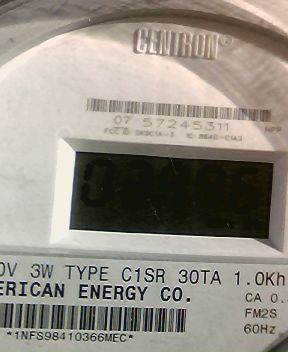 CENTRON®
07 57245311
0V 3W TYPE C1SR 30TA 1.0Kh
ERICAN ENERGY CO.
CA 0.
FM2S
60Hz
*1NFS98410366MEC*